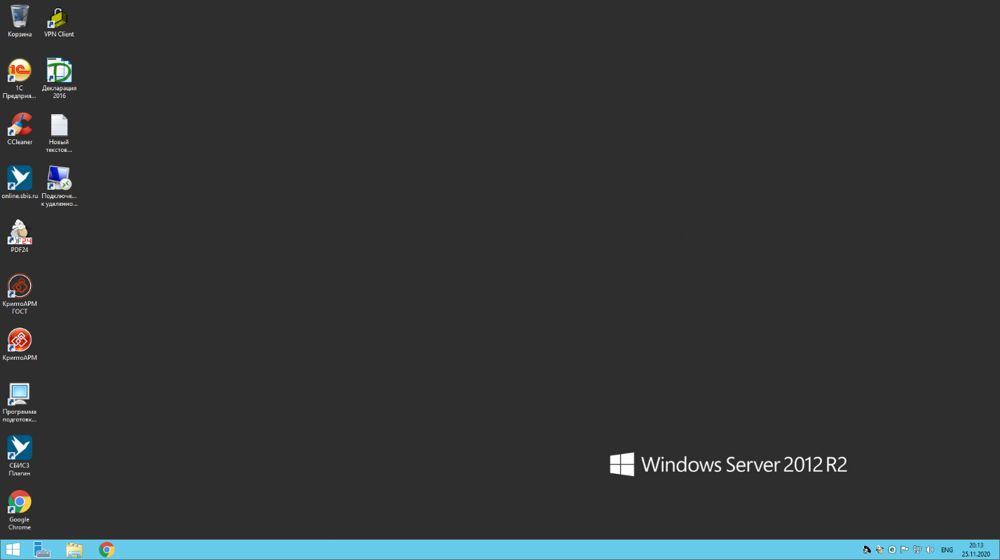 Корзина
VPN Client
1С
Предприя...
Декларация
2016
CCleaner
Новый
текстов...
online.sbis.ru
Подключе...
к удаленно...
PDF24
КриптоАРМ
ГОСТ
КриптоАРМ
Программа
подготовк...
СБИС3
Плагин
Google
Chrome
Windows Server 2012 R2
ENG
20:13
25.11.2020